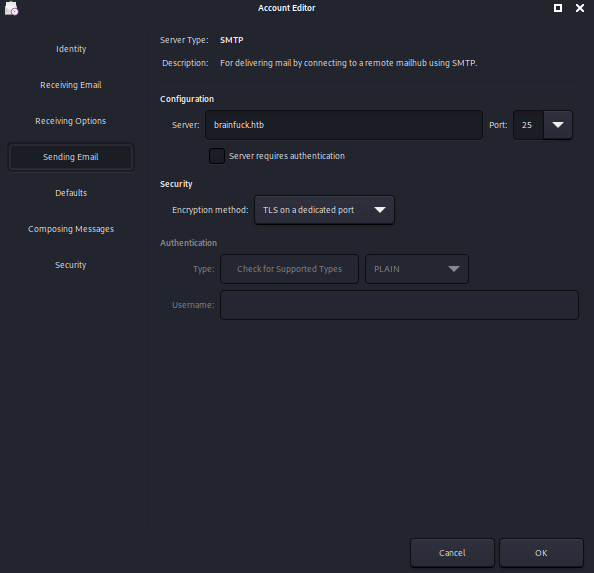 Account Editor
Identity
Receiving Email
Receiving Options
Sending Email
Defaults
Composing Messages
Security
Server Type: SMTP
Description: For delivering mail by connecting to a remote mailhub using SMTP.
Configuration
Server: brainfuck.htb Port: 25
Server requires authentication
Security
Encryption method: TLS on a dedicated port
Authentication
Type: Check for Supported Types PLAIN
Username:
Cancel OK